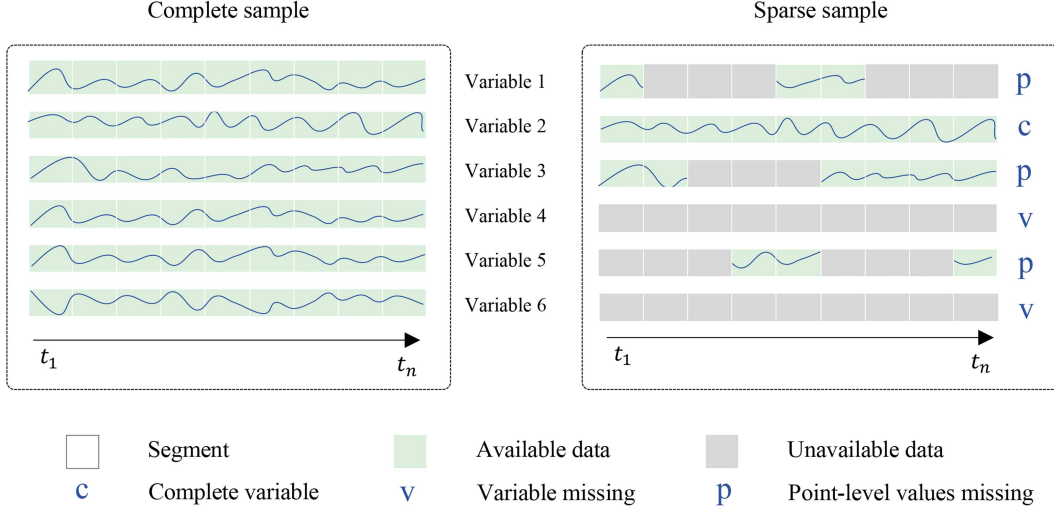 Complete sample
Sparse sample
Variable 1
p
Variable 2
c
Variable 3
p
Variable 4
v
Variable 5
p
Variable 6
v
t₁
tₙ
t₁
tₙ
Segment
Available data
Unavailable data
c Complete variable
v Variable missing
p Point-level values missing